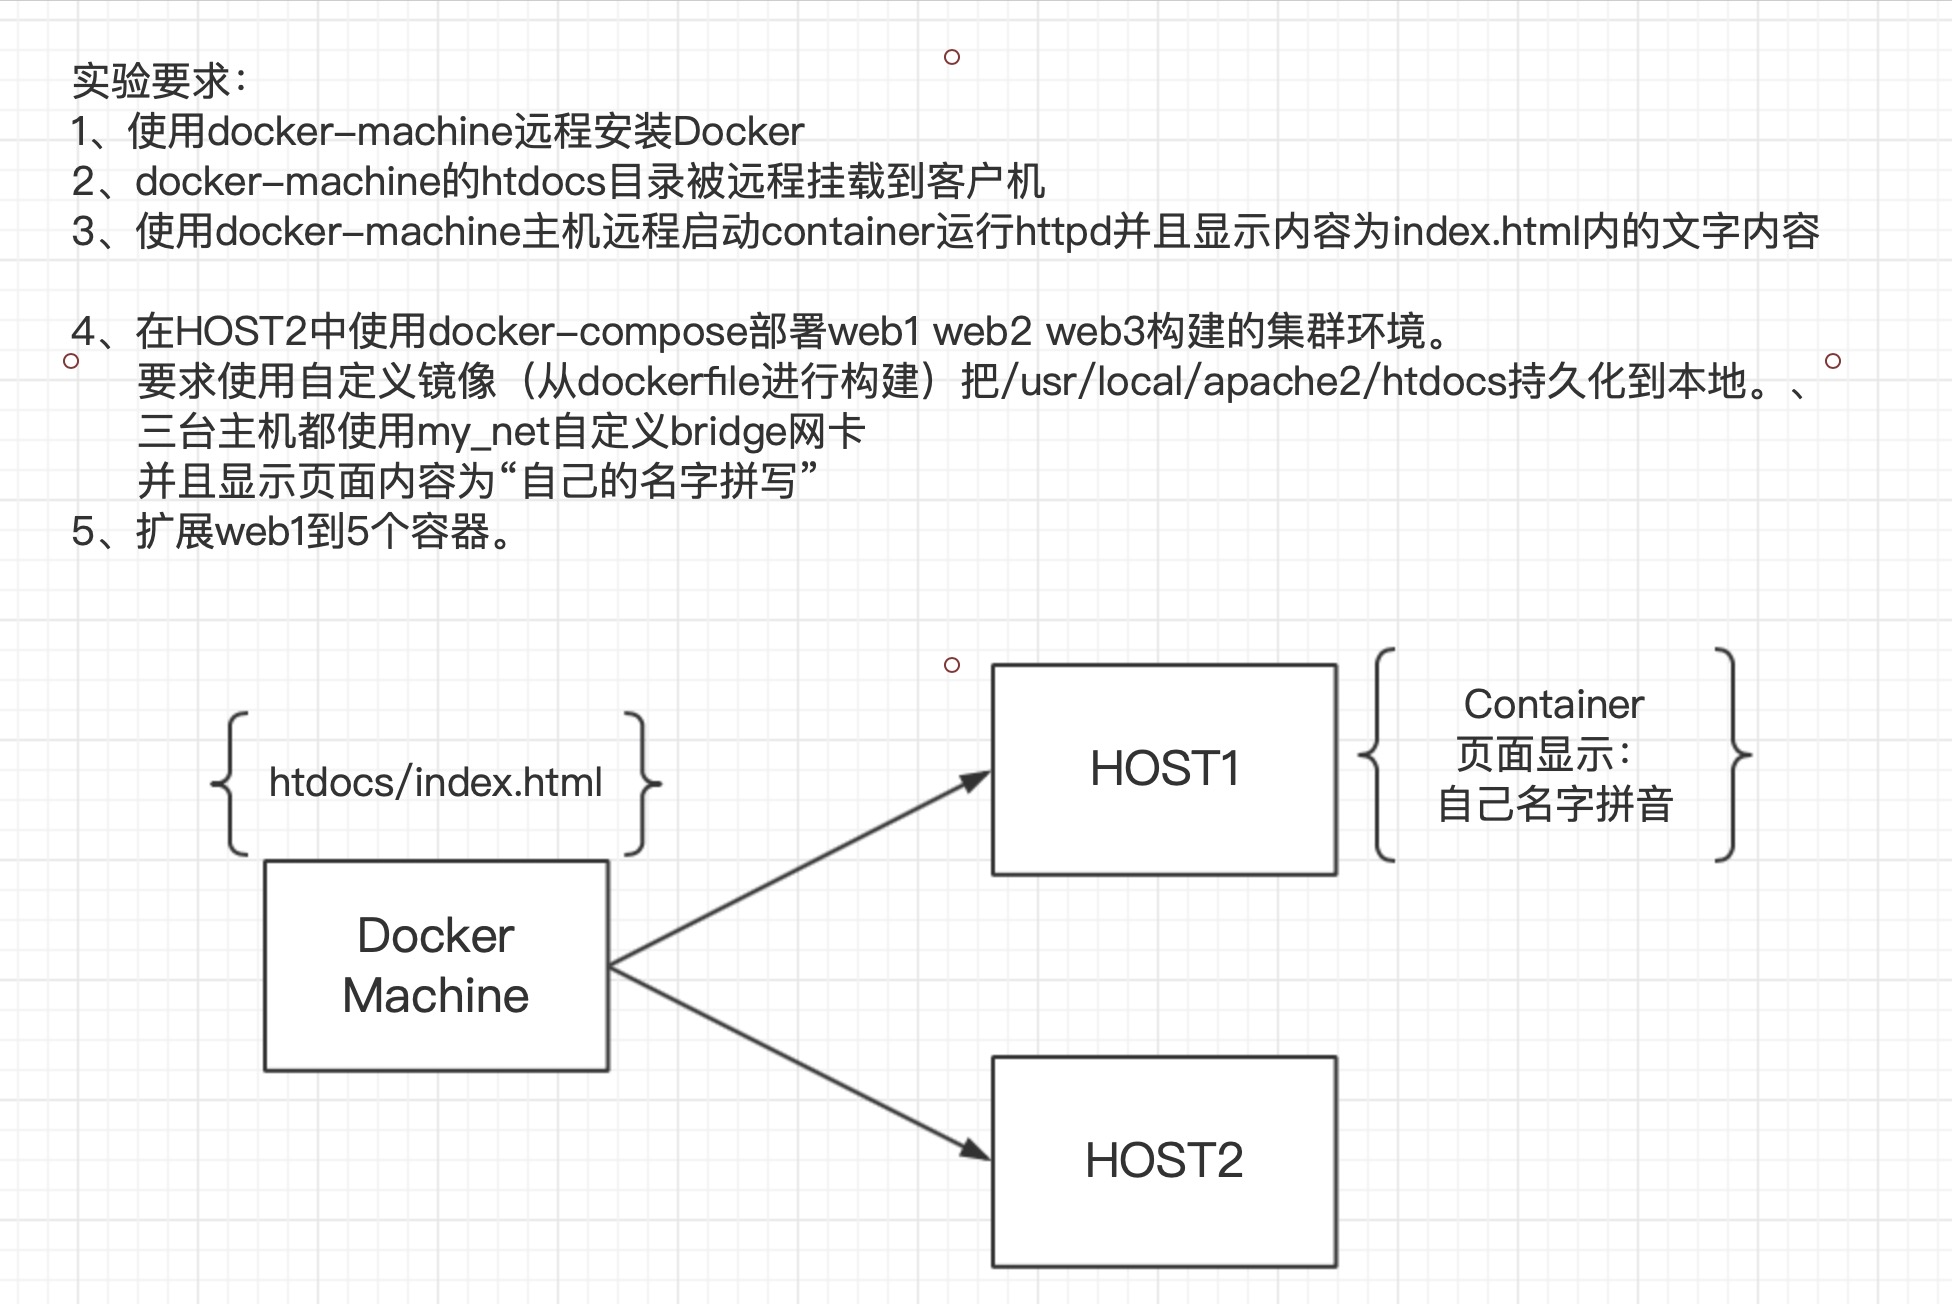 实验要求：
1、使用docker-machine远程安装Docker
2、docker-machine的htdocs目录被远程挂载到客户机
3、使用docker-machine主机远程启动container运行httpd并且显示内容为index.html内的文字内容
4、在HOST2中使用docker-compose部署web1 web2 web3构建的集群环境。
要求使用自定义镜像（从dockerfile进行构建）把/usr/local/apache2/htdocs持久化到本地。、
三台主机都使用my_net自定义bridge网卡
并且显示页面内容为“自己的名字拼写”
5、扩展web1到5个容器。
htdocs/index.html
Docker
Machine
HOST1
Container
页面显示：
自己名字拼音
HOST2